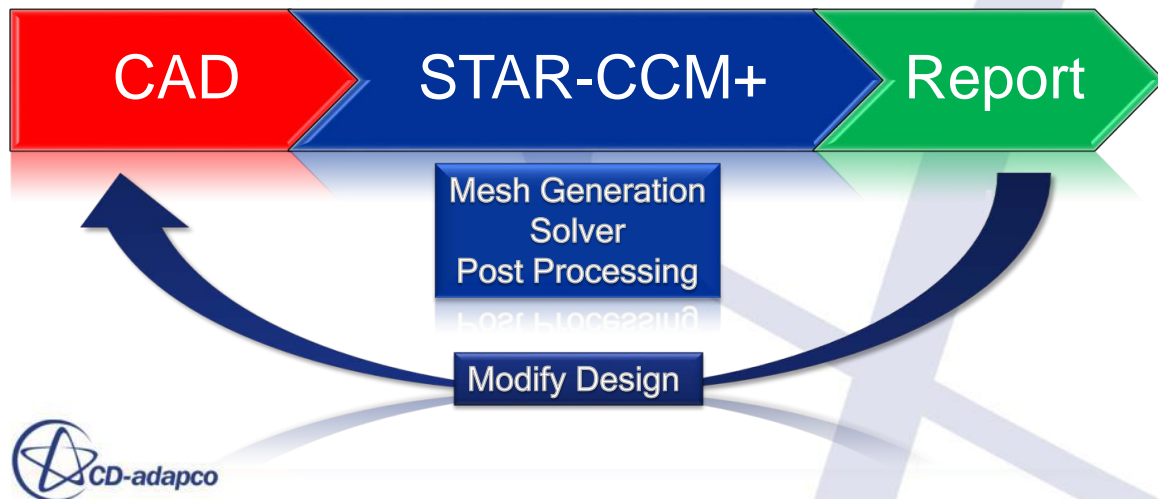 CAD
STAR-CCM+
Report
Mesh Generation
Solver
Post Processing
Modify Design
CD-adapco